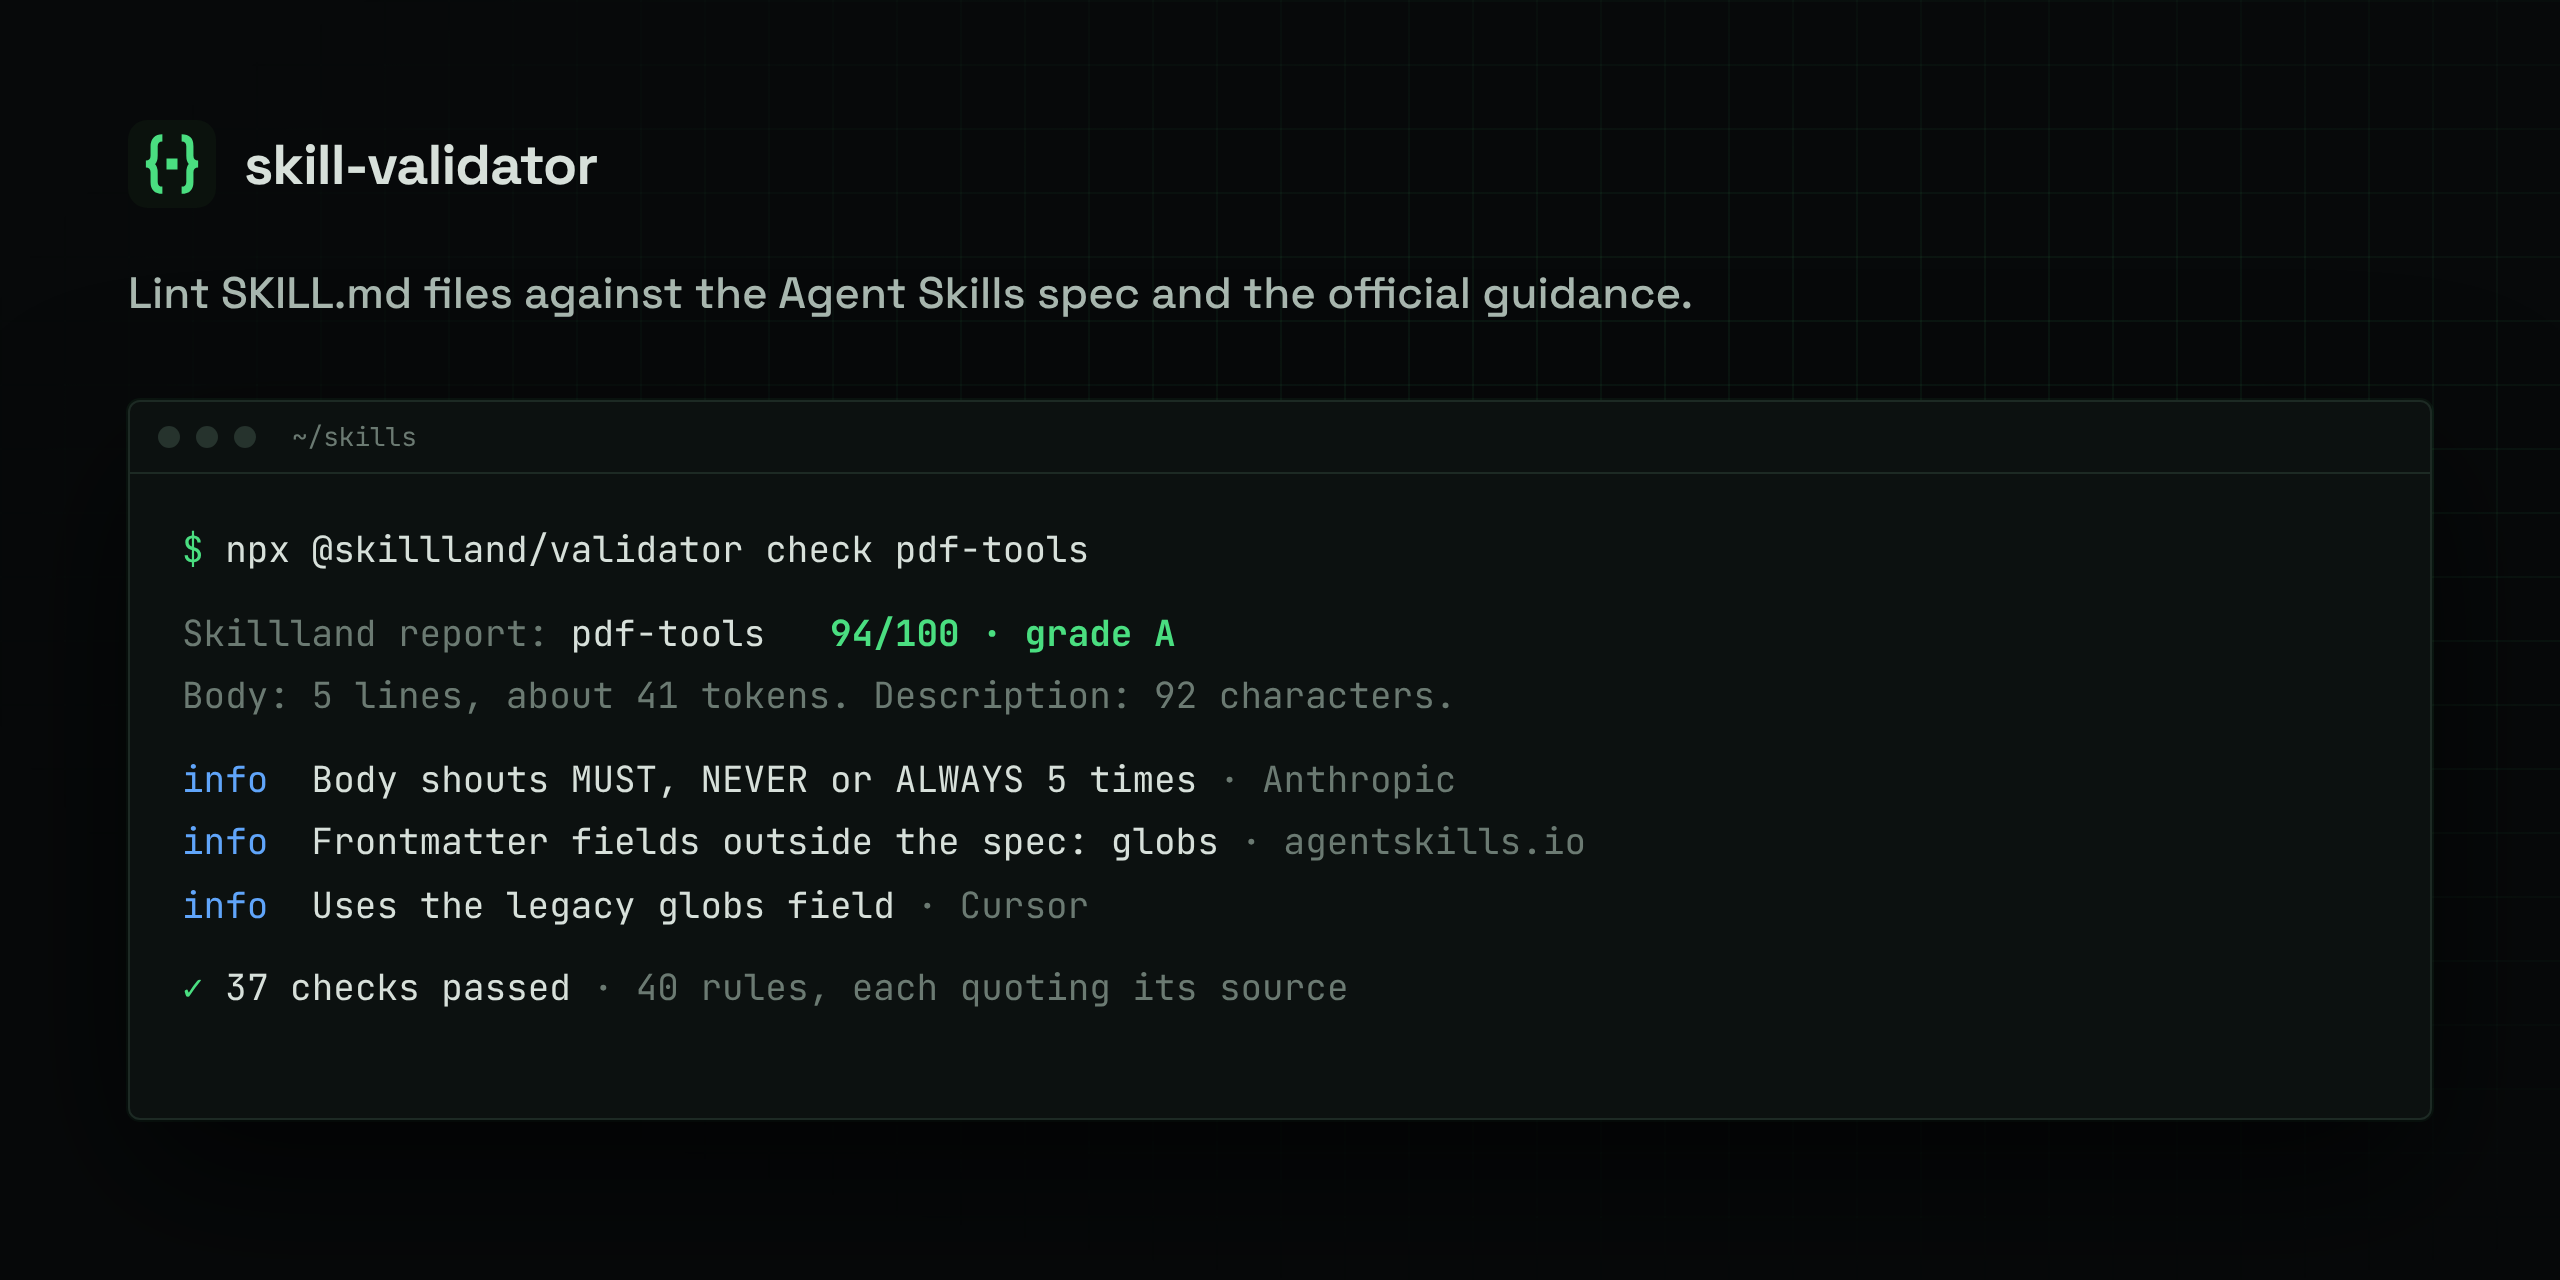 {·} skill-validator
Lint SKILL.md files against the Agent Skills spec and the official guidance.
~/skills
$ npx @skillland/validator check pdf-tools
Skillland report: pdf-tools 94/100 · grade A
Body: 5 lines, about 41 tokens. Description: 92 characters.
info Body shouts MUST, NEVER or ALWAYS 5 times · Anthropic
info Frontmatter fields outside the spec: globs · agentskills.io
info Uses the legacy globs field · Cursor
✓ 37 checks passed · 40 rules, each quoting its source